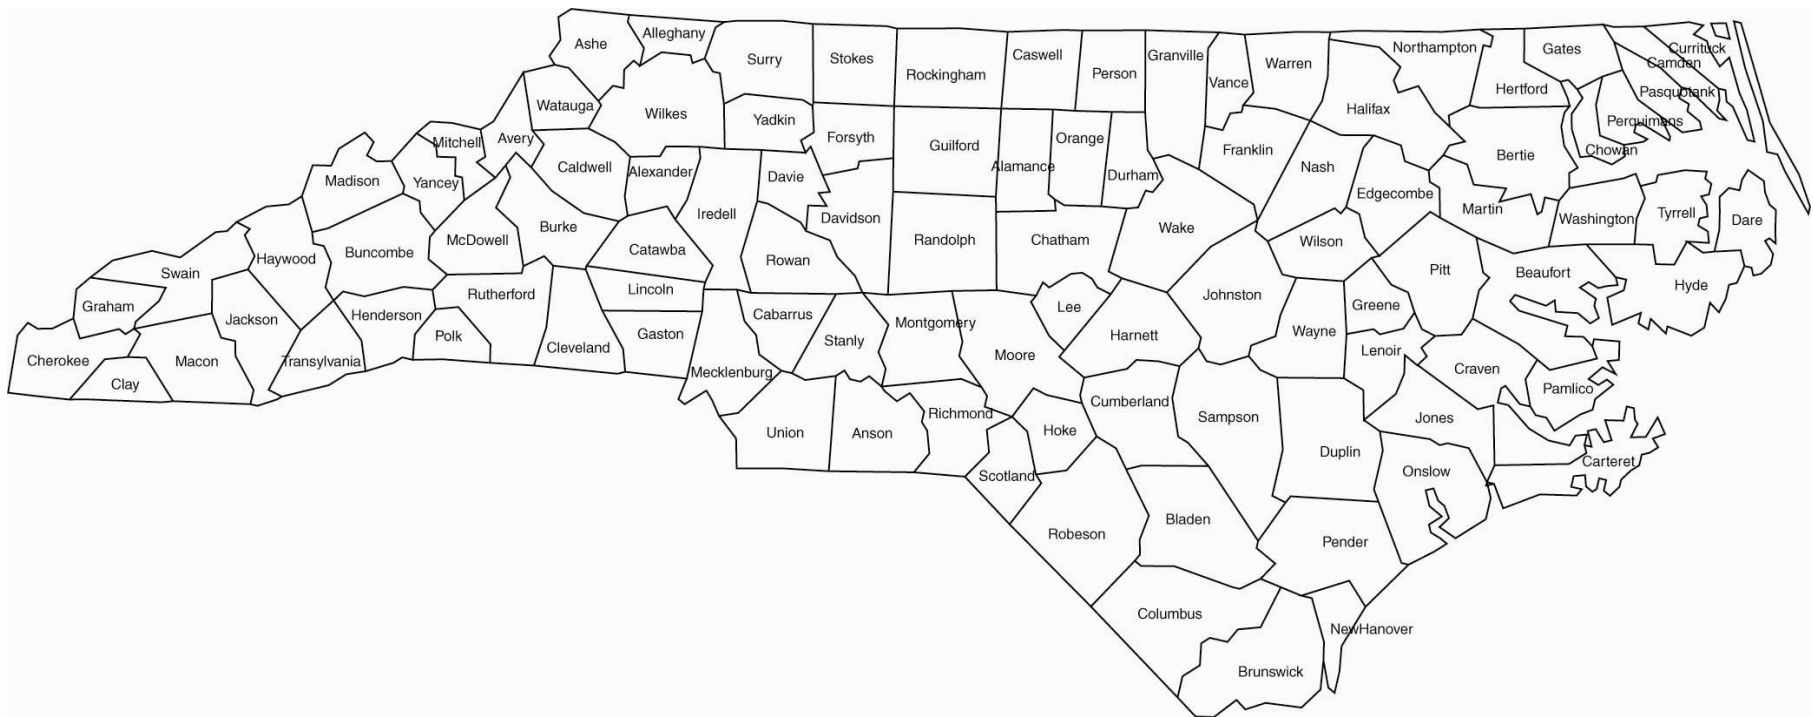 Ashe
Alleghany
Surry
Stokes
Rockingham
Caswell
Person
Granville
Vance
Warren
Northampton
Gates
Currituck
Camden
Hertford
Pasquotank
Halifax
Perquimans
Watauga
Wilkes
Yadkin
Forsyth
Guilford
Alamance
Orange
Durham
Franklin
Nash
Edgecombe
Bertie
Chowan
Mitchell
Avery
Caldwell
Alexander
Iredell
Davie
Madison
Yancey
Davidson
Martin
Washington
Tyrrell
Dare
McDowell
Burke
Catawba
Rowan
Randolph
Chatham
Wake
Wilson
Pitt
Beaufort
Hyde
Swain
Haywood
Buncombe
Graham
Jackson
Henderson
Rutherford
Lincoln
Gaston
Cabarrus
Stanly
Montgomery
Moore
Lee
Harnett
Johnston
Wayne
Greene
Lenoir
Craven
Pamlico
Cherokee
Clay
Macon
Transylvania
Polk
Cleveland
Mecklenburg
Union
Anson
Richmond
Scotland
Hoke
Cumberland
Sampson
Duplin
Jones
Onslow
Carteret
Robeson
Bladen
Pender
Columbus
NewHanover
Brunswick